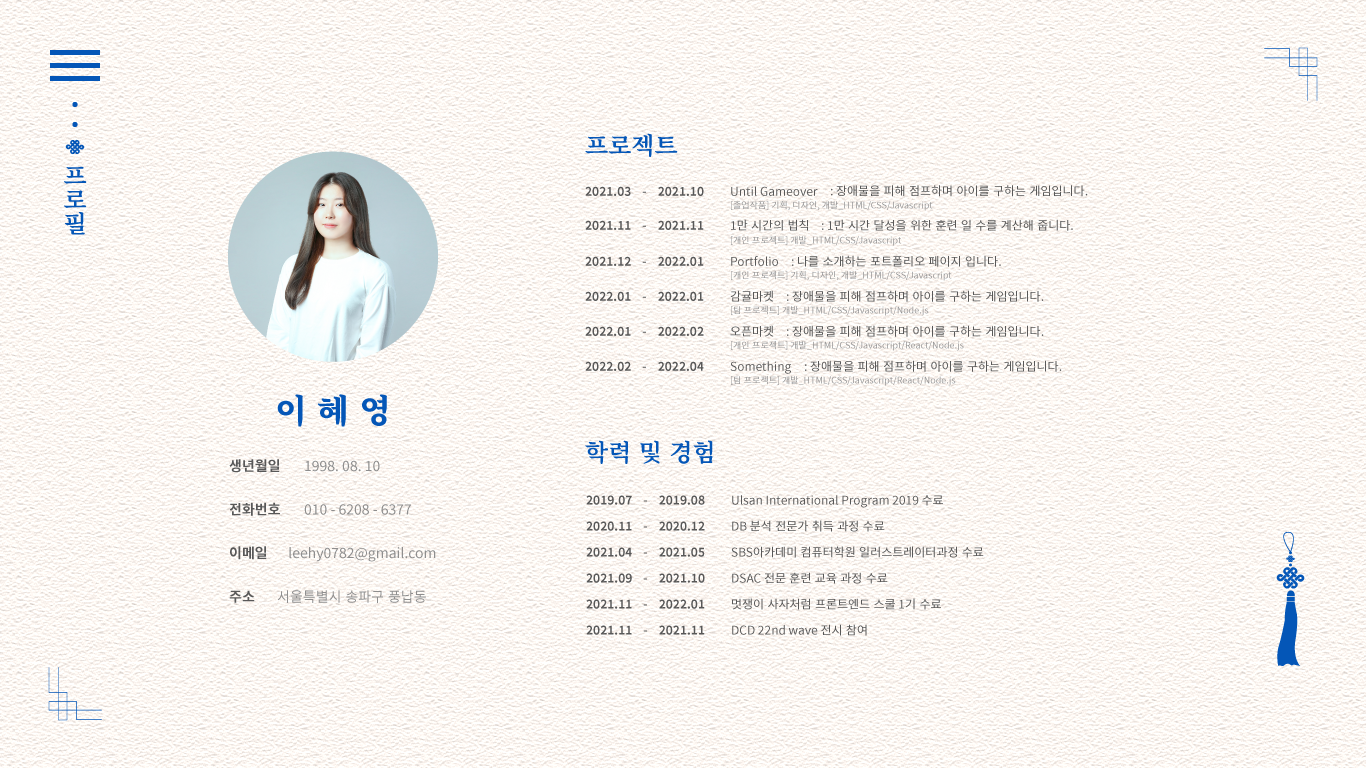 프로필
이혜영
생년월일 1998. 08. 10
전화번호 010 - 6208 - 6377
이메일 leehy0782@gmail.com
주소 서울특별시 송파구 풍납동
프로젝트
2021.03 - 2021.10 Until Gameover : 장애물을 피해 점프하며 아이를 구하는 게임입니다.
[졸업작품] 기획, 디자인, 개발_HTML/CSS/Javascript
2021.11 - 2021.11 1만 시간의 법칙 : 1만 시간 달성을 위한 훈련 일 수를 계산해 줍니다.
[개인 프로젝트] 개발_HTML/CSS/Javascript
2021.12 - 2022.01 Portfolio : 나를 소개하는 포트폴리오 페이지 입니다.
[개인 프로젝트] 기획, 디자인, 개발_HTML/CSS/Javascript
2022.01 - 2022.01 감귤마켓 : 장애물을 피해 점프하며 아이를 구하는 게임입니다.
[팀 프로젝트] 개발_HTML/CSS/Javascript/Node.js
2022.01 - 2022.02 오픈마켓 : 장애물을 피해 점프하며 아이를 구하는 게임입니다.
[개인 프로젝트] 개발_HTML/CSS/Javascript/React/Node.js
2022.02 - 2022.04 Something : 장애물을 피해 점프하며 아이를 구하는 게임입니다.
[팀 프로젝트] 개발_HTML/CSS/Javascript/React/Node.js
학력 및 경험
2019.07 - 2019.08 Ulsan International Program 2019 수료
2020.11 - 2020.12 DB 분석 전문가 취득 과정 수료
2021.04 - 2021.05 SBS아카데미 컴퓨터학원 일러스트레이터과정 수료
2021.09 - 2021.10 DSAC 전문 훈련 교육 과정 수료
2021.11 - 2022.01 멋쟁이 사자처럼 프론트엔드 스쿨 1기 수료
2021.11 - 2021.11 DCD 22nd wave 전시 참여